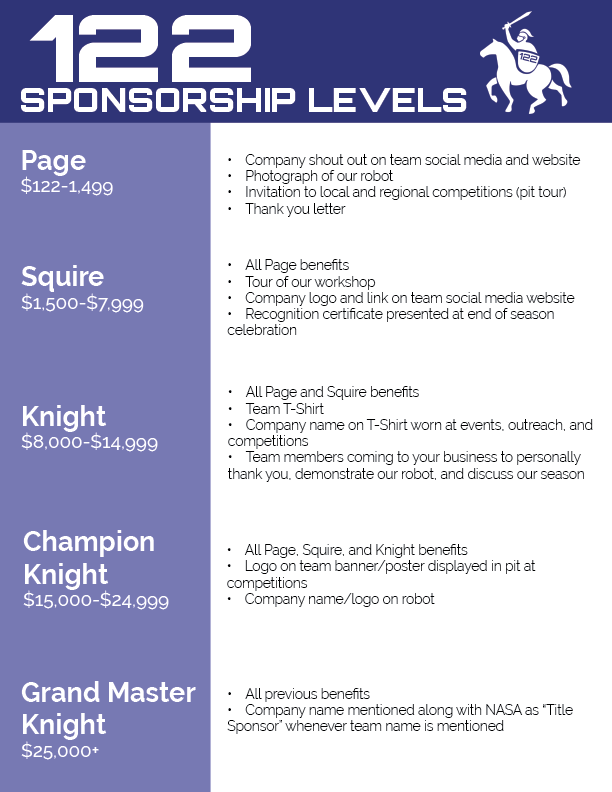 122
SPONSORSHIP LEVELS
122
Page
$122-1,499
• Company shout out on team social media and website
• Photograph of our robot
• Invitation to local and regional competitions (pit tour)
• Thank you letter
Squire
$1,500-$7,999
• All Page benefits
• Tour of our workshop
• Company logo and link on team social media website
• Recognition certificate presented at end of season
celebration
Knight
$8,000-$14,999
• All Page and Squire benefits
• Team T-Shirt
• Company name on T-Shirt worn at events, outreach, and
competitions
• Team members coming to your business to personally
thank you, demonstrate our robot, and discuss our season
Champion
Knight
$15,000-$24,999
• All Page, Squire, and Knight benefits
• Logo on team banner/poster displayed in pit at
competitions
• Company name/logo on robot
Grand Master
Knight
$25,000+
• All previous benefits
• Company name mentioned along with NASA as “Title
Sponsor” whenever team name is mentioned